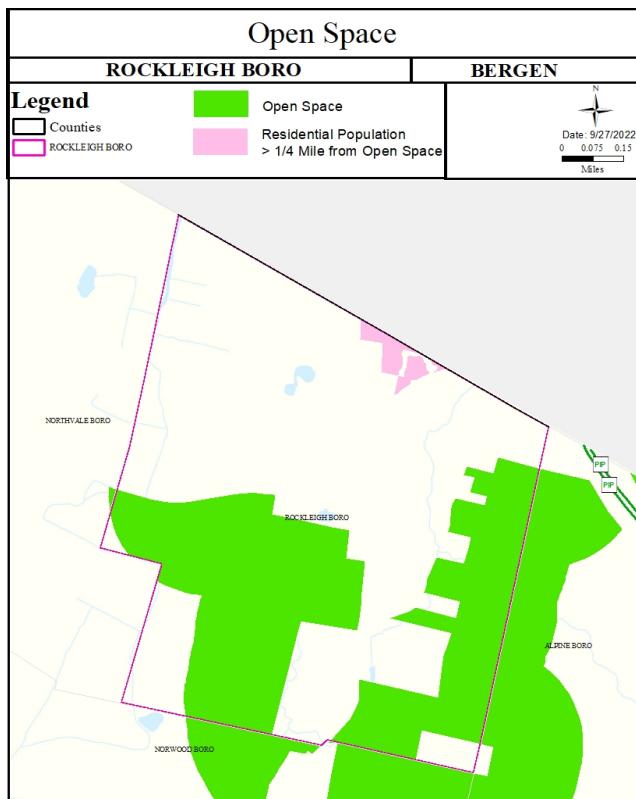 Open Space
ROCKLEIGH BORO
BERGEN
Legend
Counties
ROCKLEIGH BORO
Open Space
Residential Population
> 1/4 Mile from Open Space
N
Date: 9/27/2022
0 0.075 0.15
Miles
NORTHVALE BORO
PIP
PIP
ROCKLEIGH BORO
ALPINE BORO
NORWOOD BORO